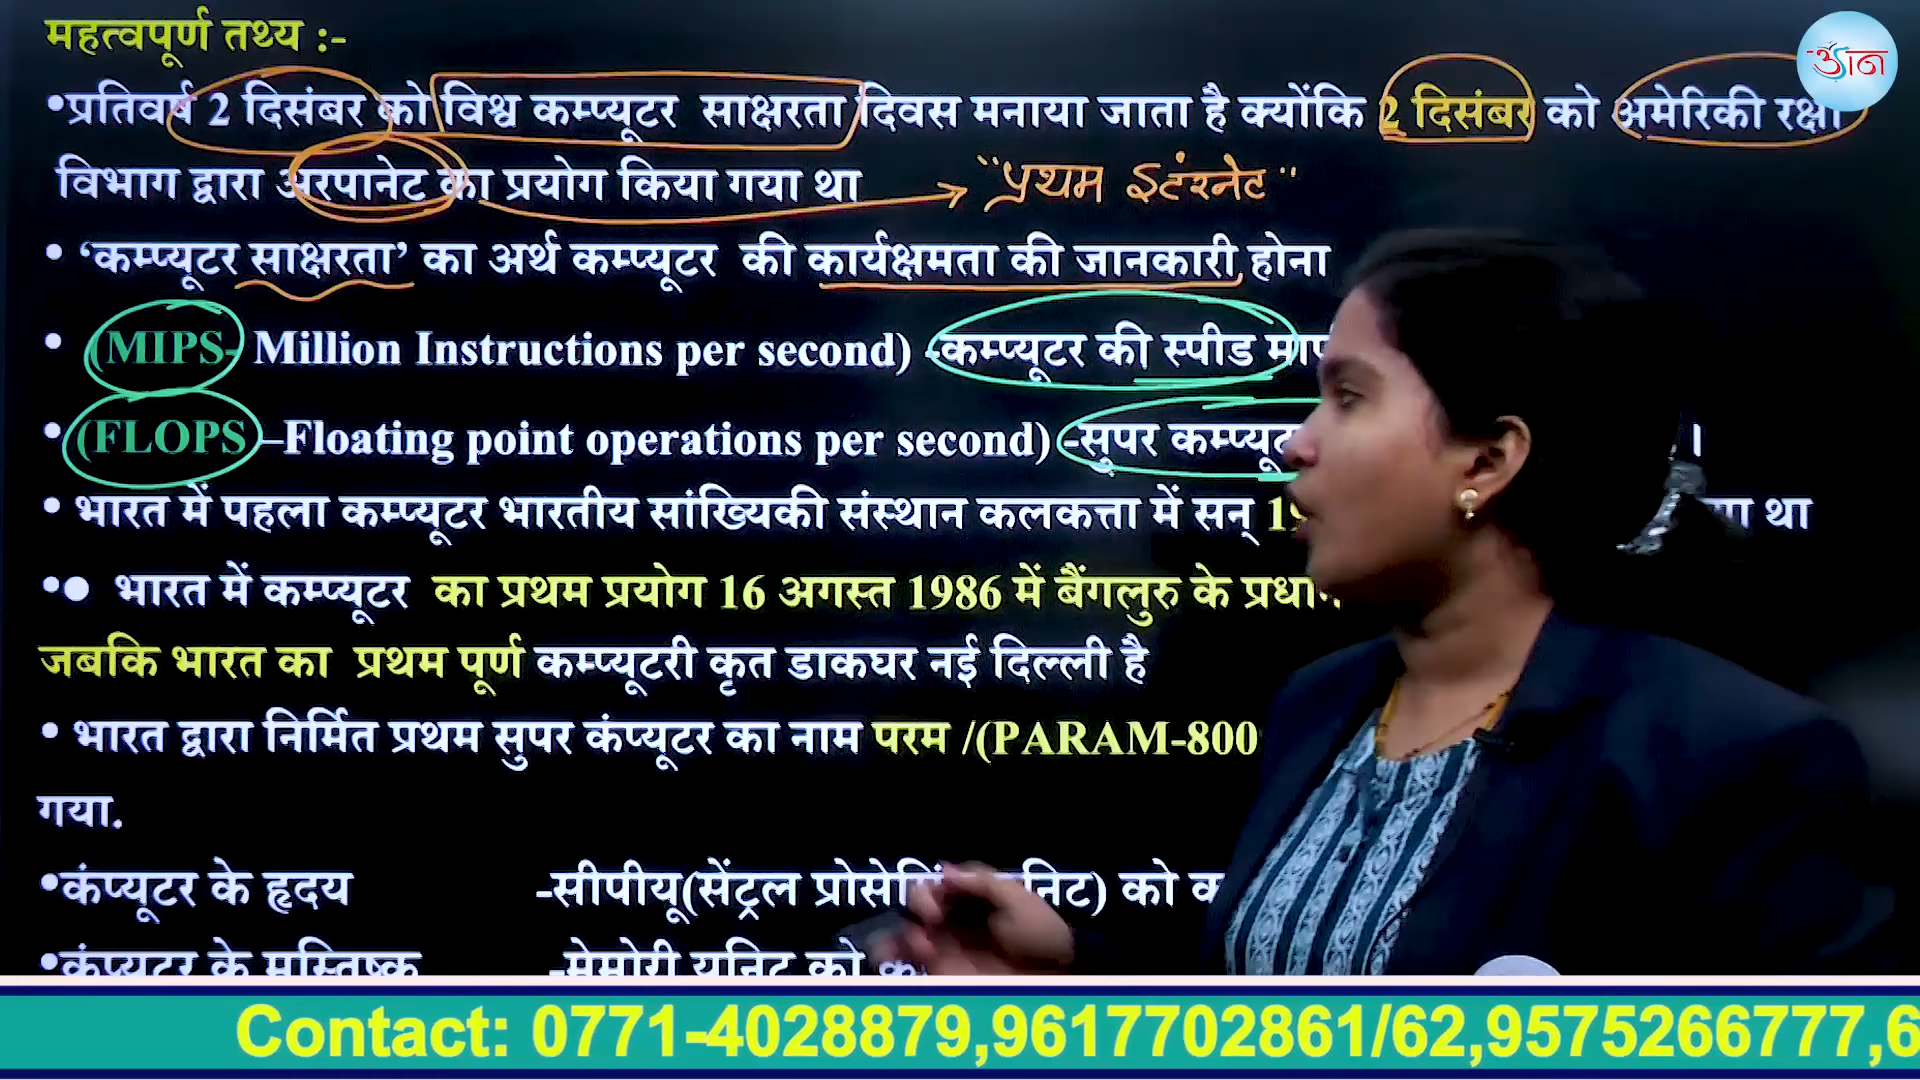 महत्वपूर्ण तथ्य :-
उड़ान
•प्रतिवर्ष 2 दिसंबर को विश्व कम्प्यूटर साक्षरता दिवस मनाया जाता है क्योंकि 2 दिसंबर को अमेरिकी रक्षा
विभाग द्वारा अरपानेट का प्रयोग किया गया था "प्रथम इंटरनेट"
• ‘कम्प्यूटर साक्षरता’ का अर्थ कम्प्यूटर की कार्यक्षमता की जानकारी होना
• (MIPS- Million Instructions per second) -कम्प्यूटर की स्पीड
• (FLOPS –Floating point operations per second) -सुपर ।
• भारत में पहला कम्प्यूटर भारतीय सांख्यिकी संस्थान कलकत्ता में सन् था
•● भारत में कम्प्यूटर का प्रथम प्रयोग 16 अगस्त 1986 में बैंगलुरु के
जबकि भारत का प्रथम पूर्ण कम्प्यूटरी कृत डाकघर नई दिल्ली है
• भारत द्वारा निर्मित प्रथम सुपर कंप्यूटर का नाम परम /(PARAM-800
गया.
•कंप्यूटर के हृदय -सीपीयू(सेंट्रल को
•कंप्यूटर के मस्तिष्क -मेमोरी यूनिट को
Contact: 0771-4028879,9617702861/62,9575266777,6